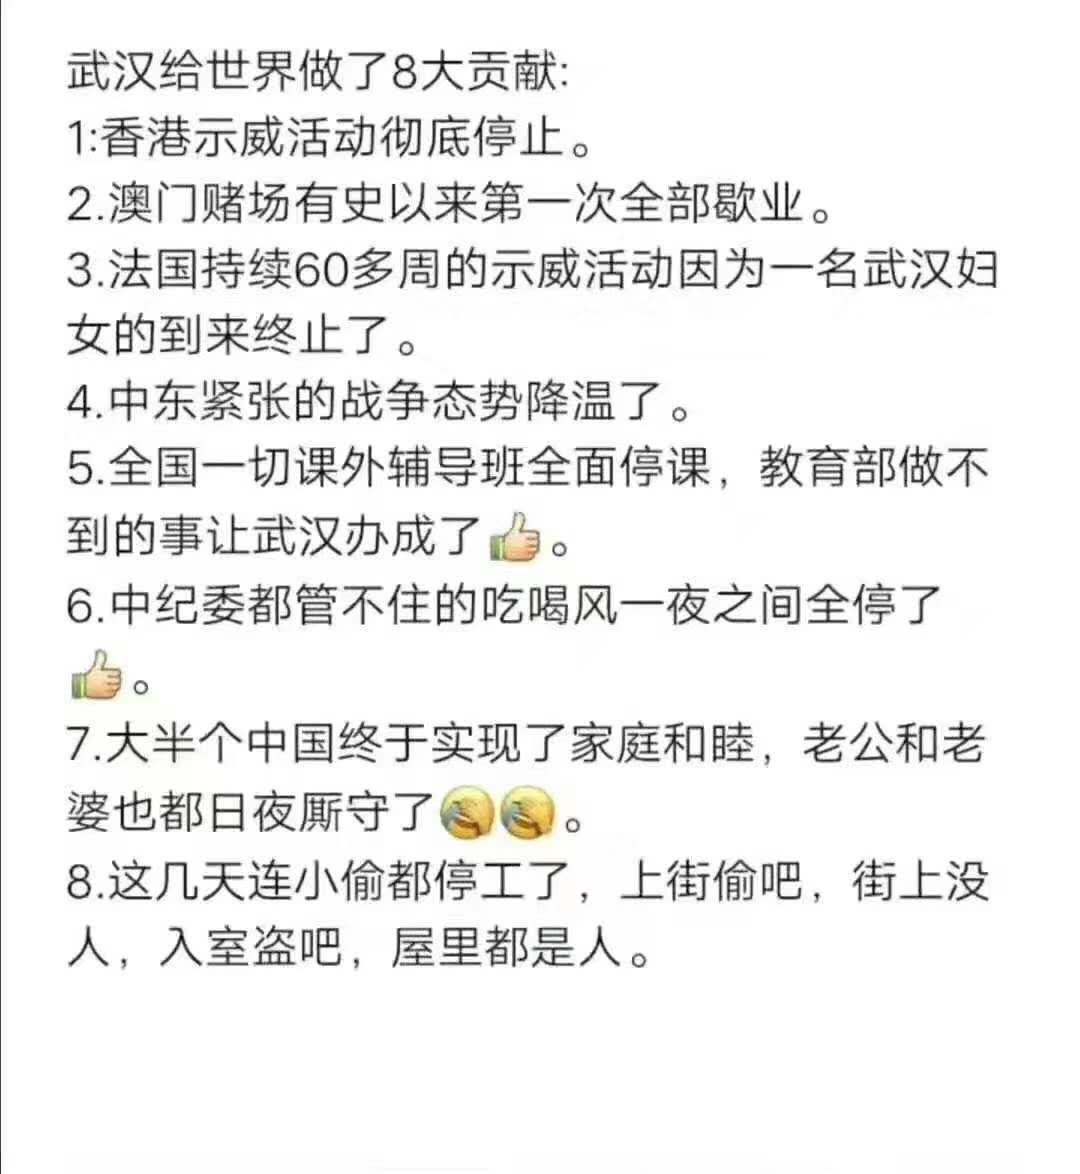 武汉给世界做了8大贡献:
1:香港示威活动彻底停止。
2.澳门赌场有史以来第一次全部歇业。
3.法国持续60多周的示威活动因为一名武汉妇
女的到来终止了。
4.中东紧张的战争态势降温了。
5.全国一切课外辅导班全面停课，教育部做不
到的事让武汉办成了👍。
6.中纪委都管不住的吃喝风一夜之间全停了
👍。
7.大半个中国终于实现了家庭和睦，老公和老
婆也都日夜厮守了🤦🤦。
8.这几天连小偷都停工了，上街偷吧，街上没
人，入室盗吧，屋里都是人。